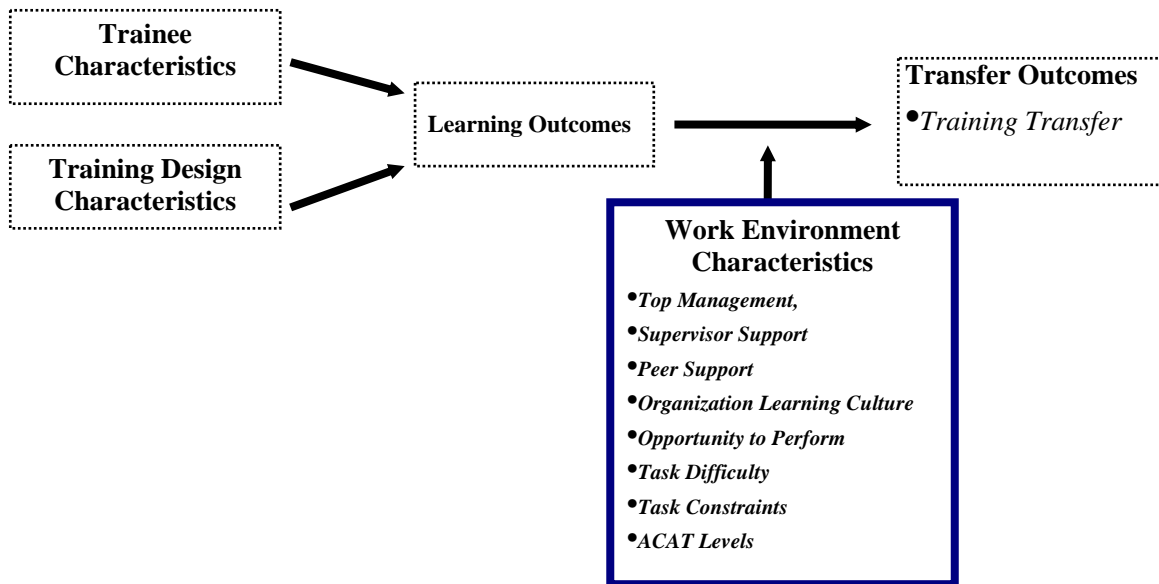 Trainee
Characteristics
Training Design
Characteristics
Learning Outcomes
Transfer Outcomes
•Training Transfer
Work Environment
Characteristics
•Top Management,
•Supervisor Support
•Peer Support
•Organization Learning Culture
•Opportunity to Perform
•Task Difficulty
•Task Constraints
•ACAT Levels